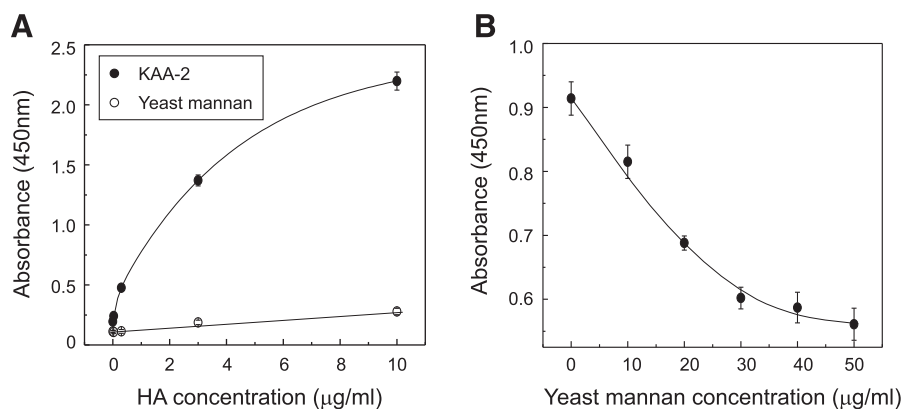 A
B
2.5
2.0
1.5
1.0
0.5
0
Absorbance (450nm)
KAA-2
Yeast mannan
0
2
4
6
8
10
HA concentration (μg/ml)
1.0
0.9
0.8
0.7
0.6
Absorbance (450nm)
0
10
20
30
40
50
Yeast mannan concentration (μg/ml)